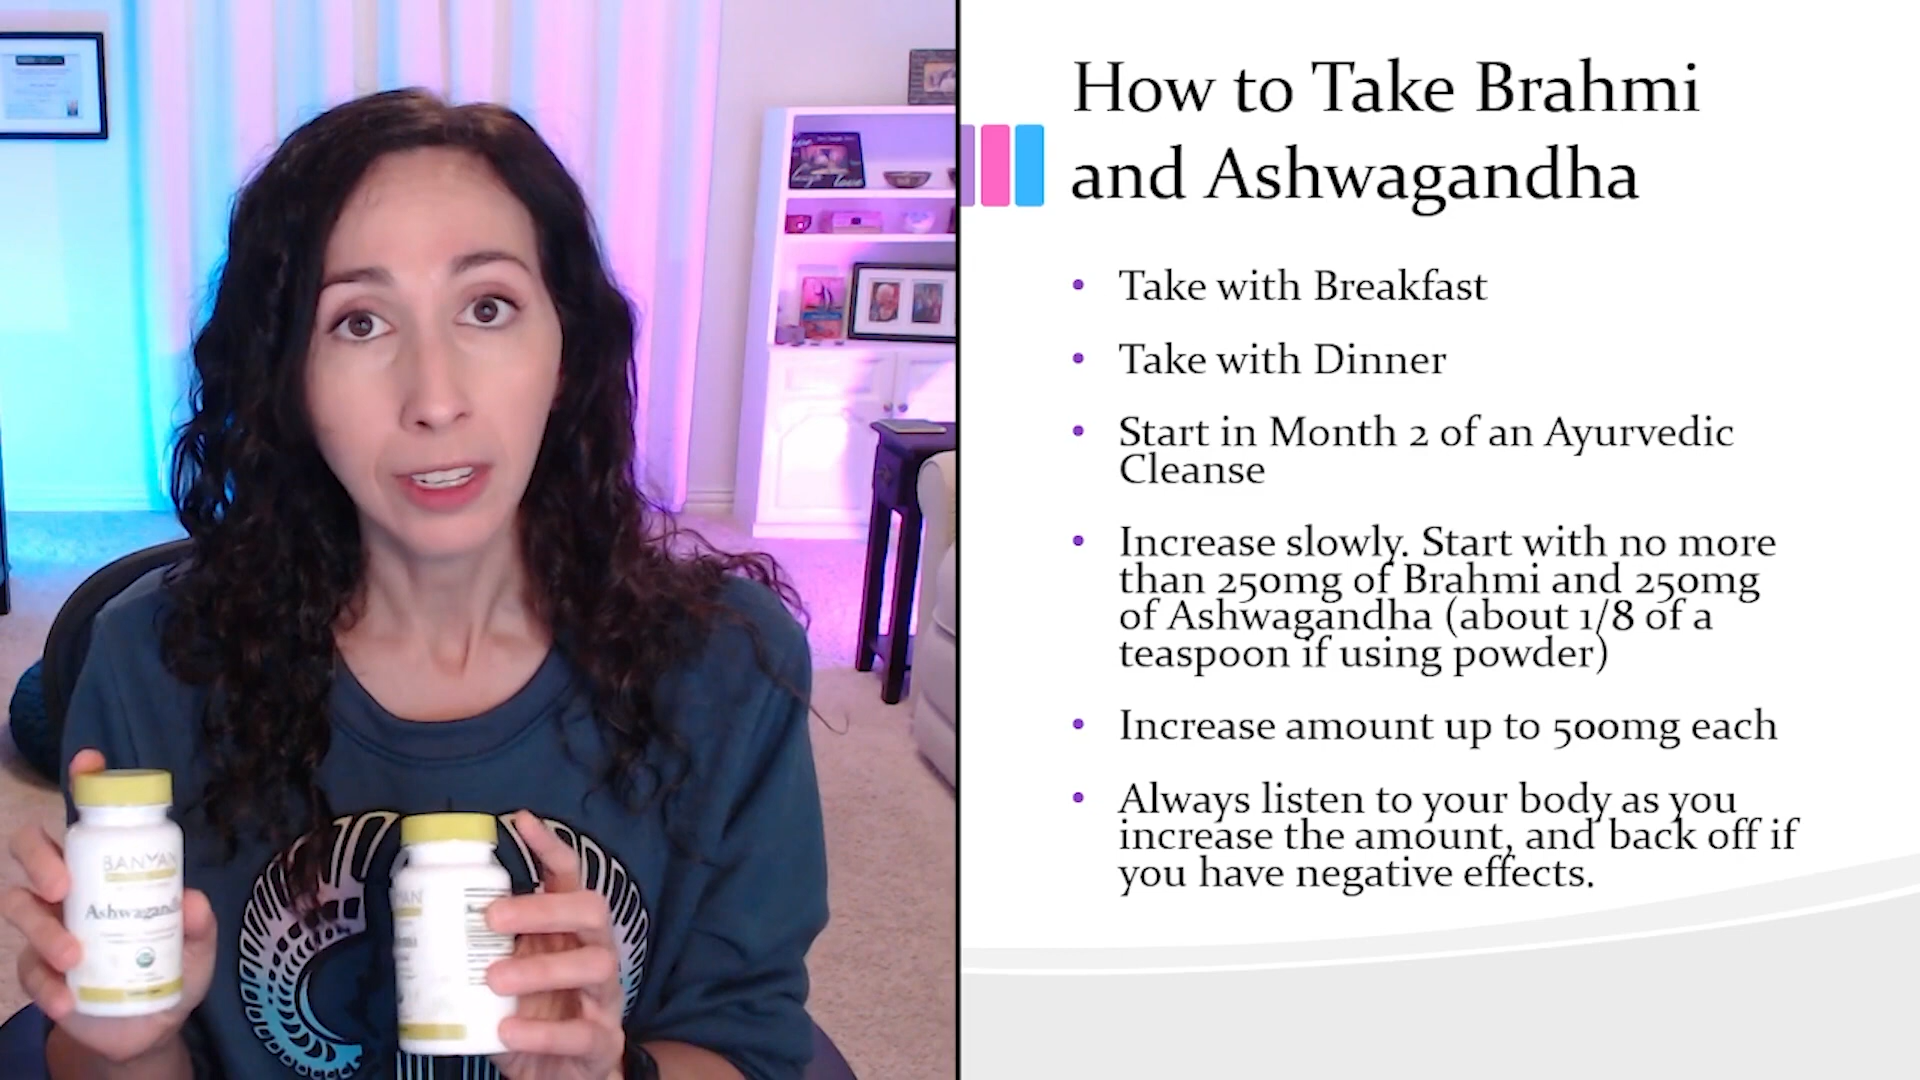 How to Take Brahmi
and Ashwagandha
• Take with Breakfast
• Take with Dinner
• Start in Month 2 of an Ayurvedic
Cleanse
• Increase slowly. Start with no more
than 250mg of Brahmi and 250mg
of Ashwagandha (about 1/8 of a
teaspoon if using powder)
• Increase amount up to 500mg each
• Always listen to your body as you
increase the amount, and back off if
you have negative effects.
BANYAN
Ashwagandh